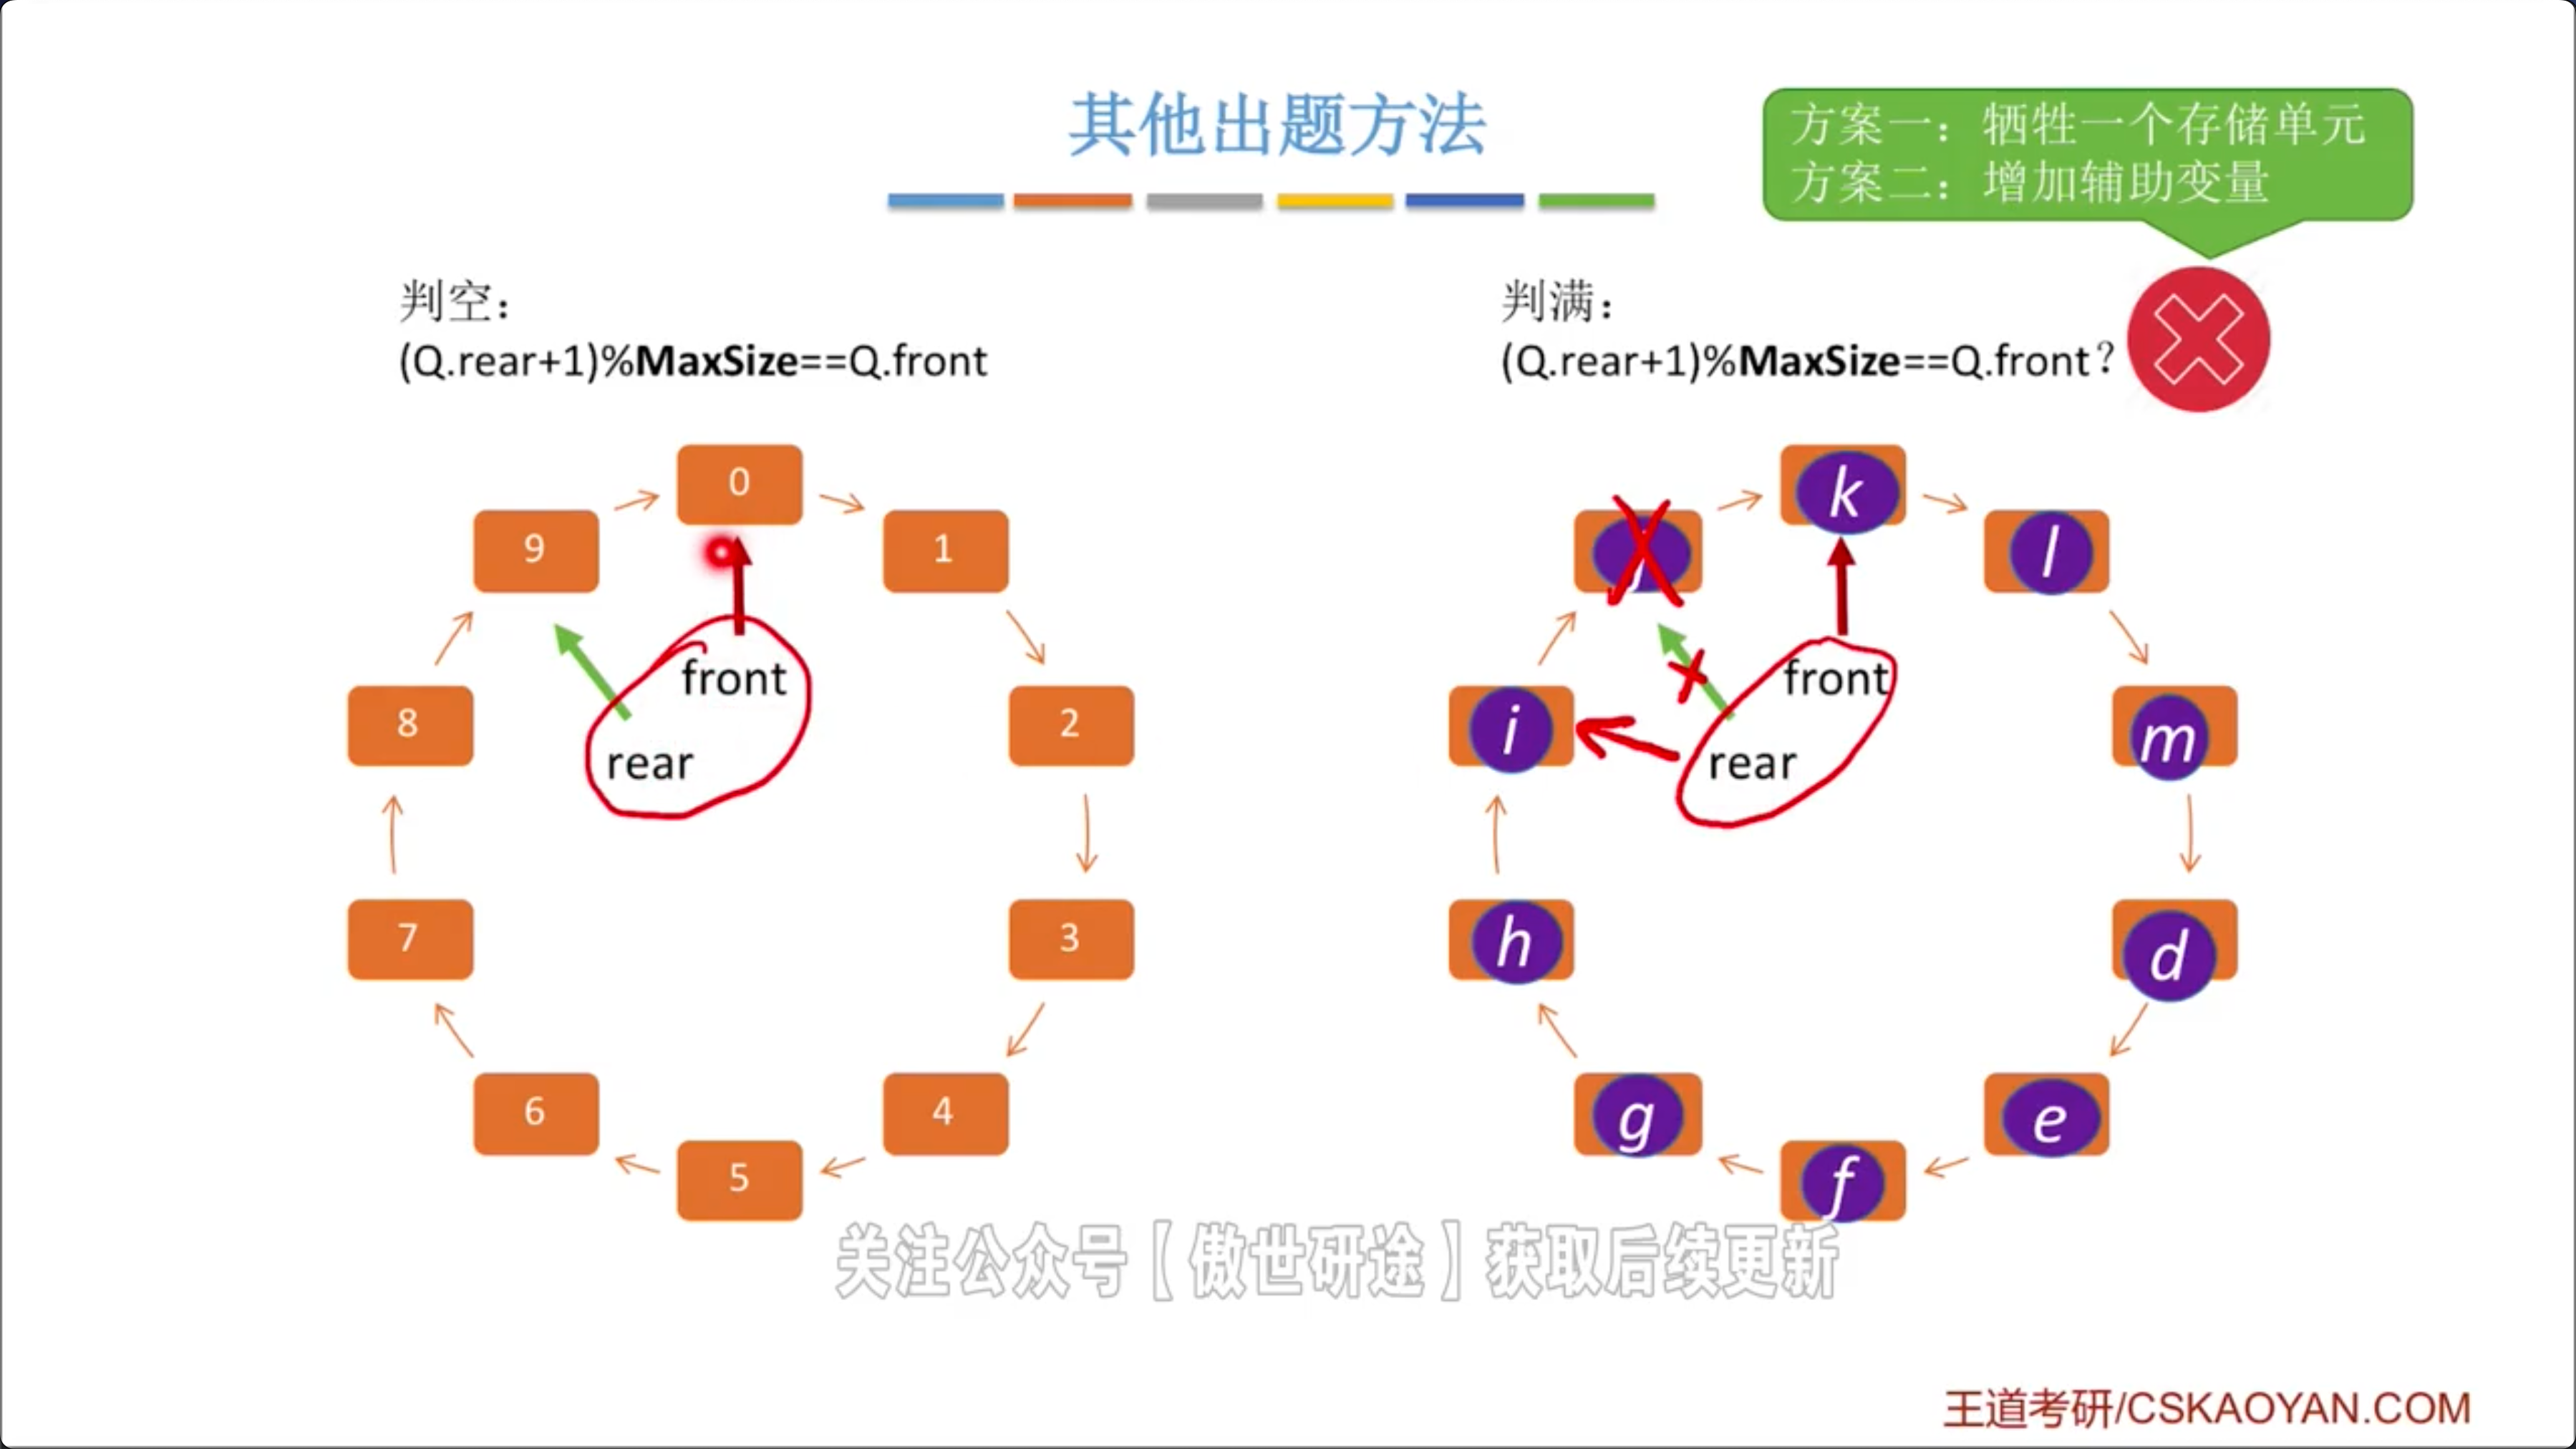 其他出题方法
方案一：牺牲一个存储单元
方案二：增加辅助变量
判空：
(Q.rear+1)%MaxSize==Q.front
判满：
(Q.rear+1)%MaxSize==Q.front？
0
9
1
front
8
rear
2
7
3
6
4
5
k
l
front
i
rear
m
h
d
g
e
f
关注公众号【傲世研途】获取后续更新
王道考研/CSKAOYAN.COM